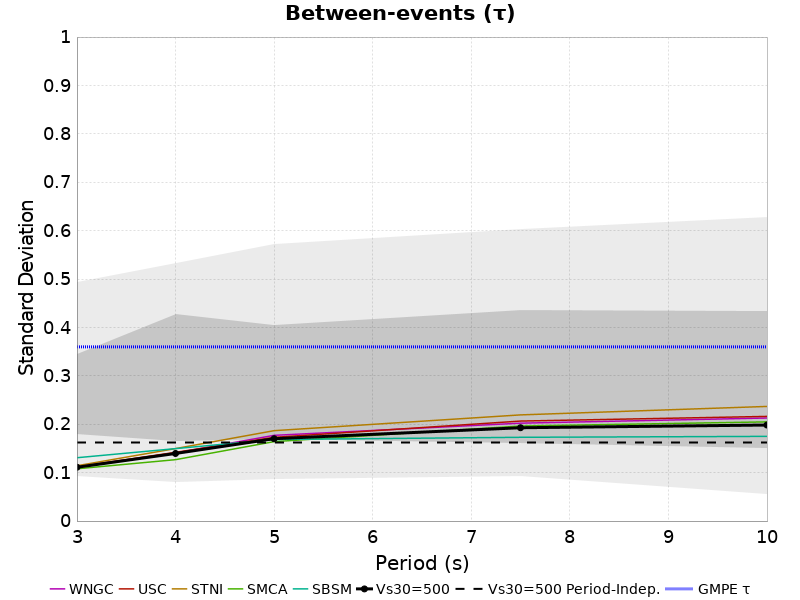 Between-events (τ)
Standard Deviation
1
0.9
0.8
0.7
0.6
0.5
0.4
0.3
0.2
0.1
0
3 4 5 6 7 8 9 10
Period (s)
WNGC USC STNI SMCA SBSM Vs30=500 Vs30=500 Period-Indep. GMPE τ